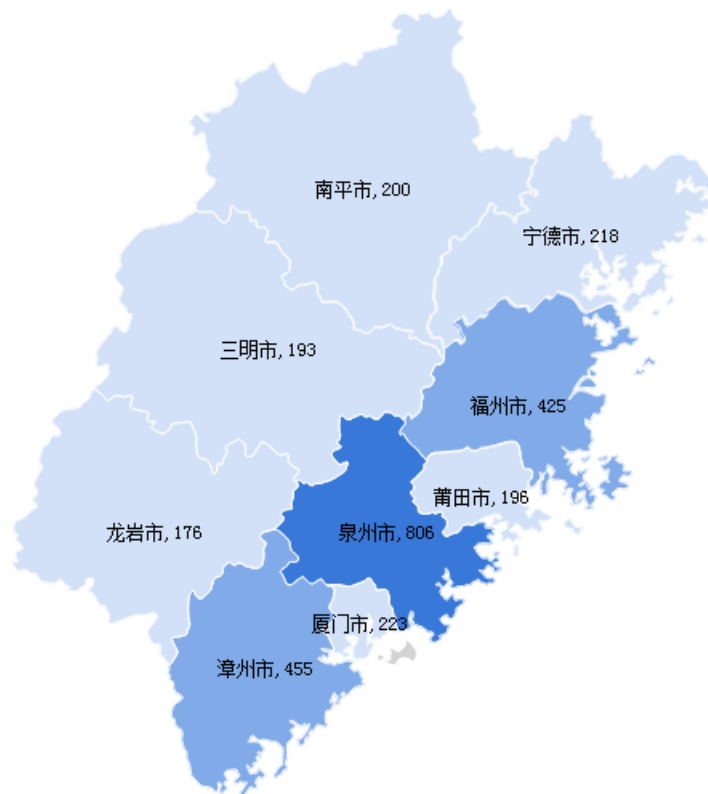 南平市, 200
宁德市, 218
三明市, 193
福州市, 425
莆田市, 196
龙岩市, 176
泉州市, 806
厦门市, 223
漳州市, 455